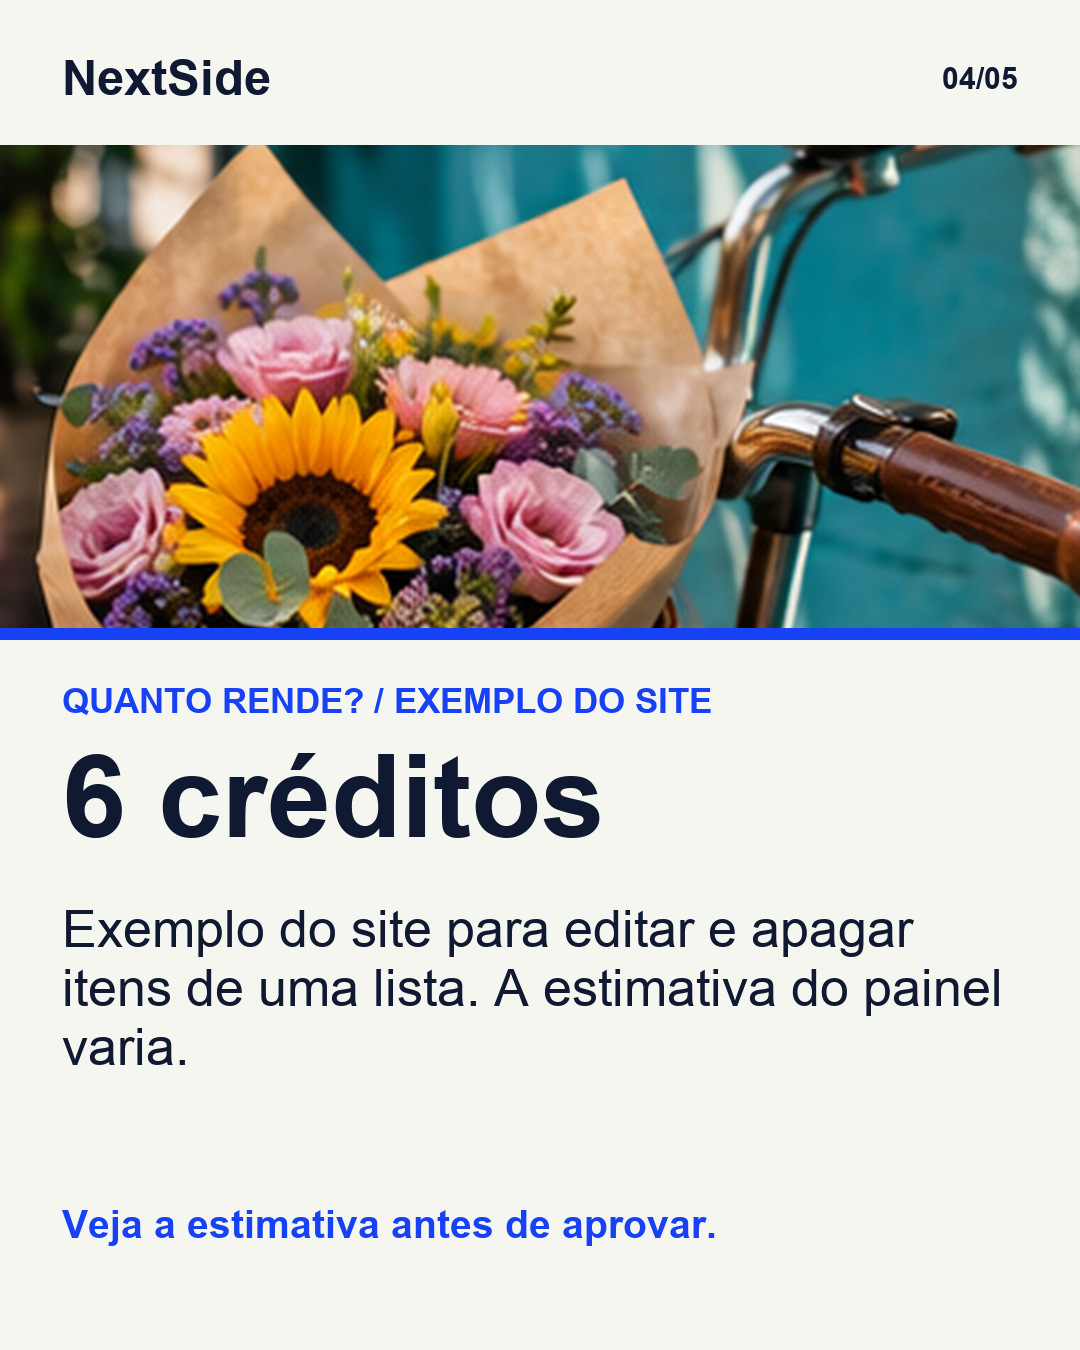 NextSide
04/05
QUANTO RENDE? / EXEMPLO DO SITE
6 créditos
Exemplo do site para editar e apagar
itens de uma lista. A estimativa do painel
varia.
Veja a estimativa antes de aprovar.